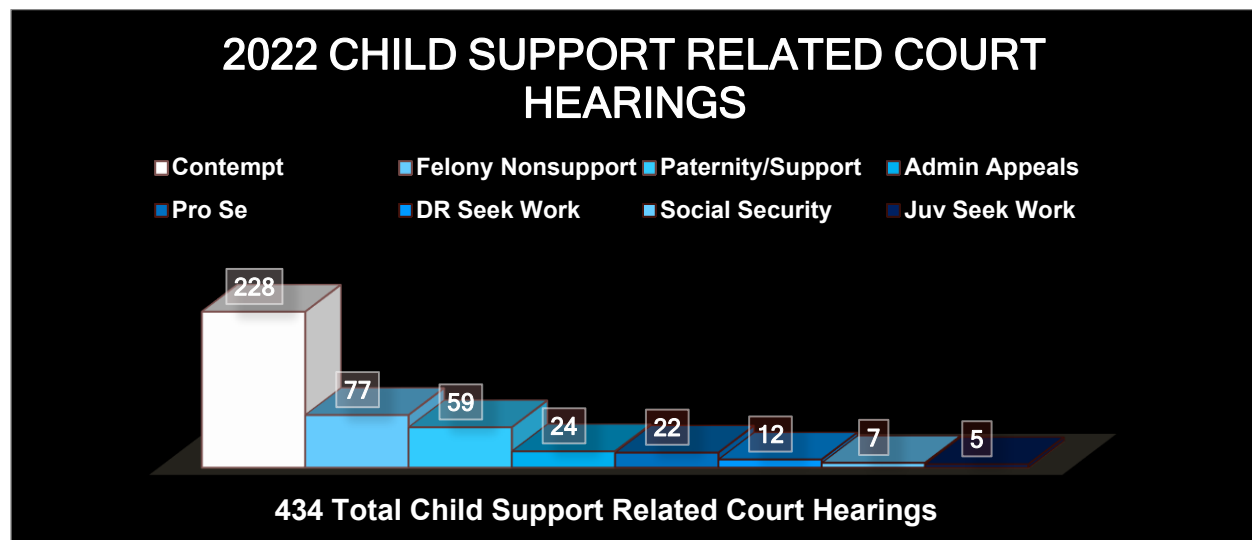 2022 CHILD SUPPORT RELATED COURT
HEARINGS
Contempt Felony Nonsupport Paternity/Support Admin Appeals
Pro Se DR Seek Work Social Security Juv Seek Work
228
77
59
24
22
12
7
5
434 Total Child Support Related Court Hearings